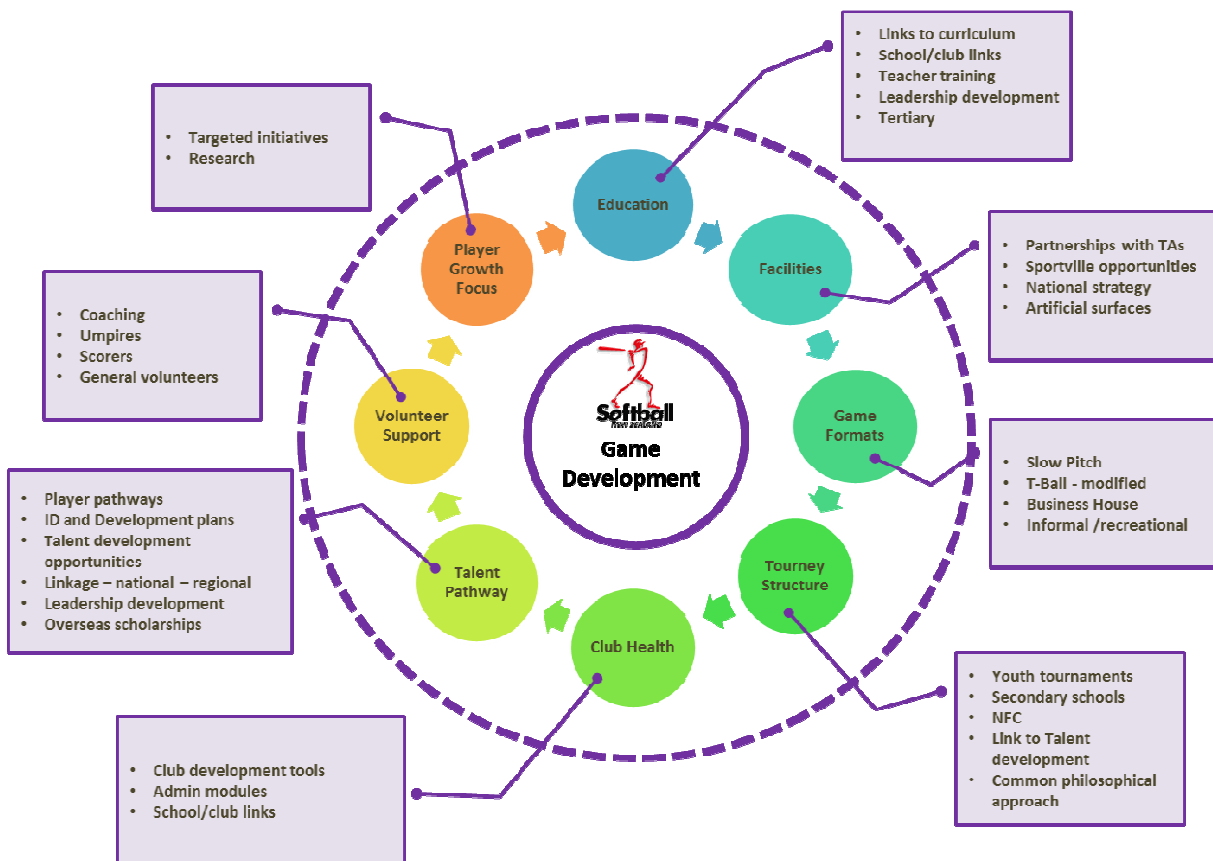 • Links to curriculum
• School/club links
• Teacher training
• Leadership development
• Tertiary
• Targeted initiatives
• Research
Education
Player
Growth
Focus
Facilities
• Partnerships with TAs
• Sportville opportunities
• National strategy
• Artificial surfaces
• Coaching
• Umpires
• Scorers
• General volunteers
Volunteer
Support
Softball
NEW ZEALAND
Game
Development
Game
Formats
• Slow Pitch
• T-Ball - modified
• Business House
• Informal /recreational
• Player pathways
• ID and Development plans
• Talent development
opportunities
• Linkage – national – regional
• Leadership development
• Overseas scholarships
Talent
Pathway
Tourney
Structure
Club Health
• Youth tournaments
• Secondary schools
• NFC
• Link to Talent
development
• Common philosophical
approach
• Club development tools
• Admin modules
• School/club links